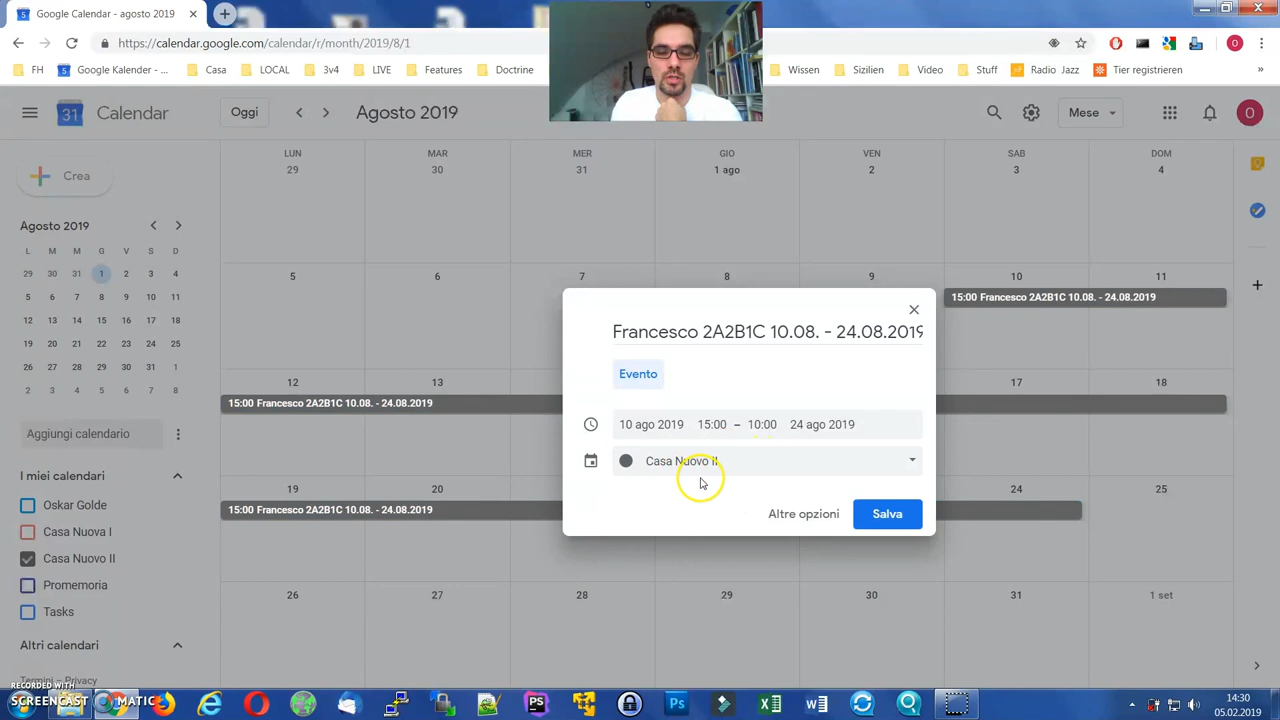 Google Calendar - agosto 2019
https://calendar.google.com/calendar/r/month/2019/8/1
O
FH
Google Kalender - ...
Casa
LOCAL
3v4
LIVE
Features
Doctrine
Wissen
Sizilien
Video
Stuff
Radio Jazz
Tier registrieren
»
31
Calendar
Oggi
Agosto 2019
Mese
O
Crea
Agosto 2019
L M M G V S D
29 30 31 1 2 3 4
5 6 7 8 9 10 11
12 13 14 15 16 17 18
19 20 21 22 23 24 25
26 27 28 29 30 31 1
2 3 4 5 6 7 8
Aggiungi calendario
I miei calendari
Oskar Golde
Casa Nuova I
Casa Nuovo II
Promemoria
Tasks
Altri calendari
Termini – Privacy
LUN MAR MER GIO VEN SAB DOM
29 30 31 1 ago 2 3 4
5 6 7 8 9 10 11
15:00 Francesco 2A2B1C 10.08. - 24.08.2019
12 13 17 18
15:00 Francesco 2A2B1C 10.08. - 24.08.2019
19 20 24 25
15:00 Francesco 2A2B1C 10.08. - 24.08.2019
26 27 28 29 30 31 1 set
Francesco 2A2B1C 10.08. - 24.08.2019
Evento
10 ago 2019 15:00 – 10:00 24 ago 2019
Casa Nuovo II
Altre opzioni
Salva
RECORDED WITH
SCREENCAST MATIC
14:30
05.02.2019